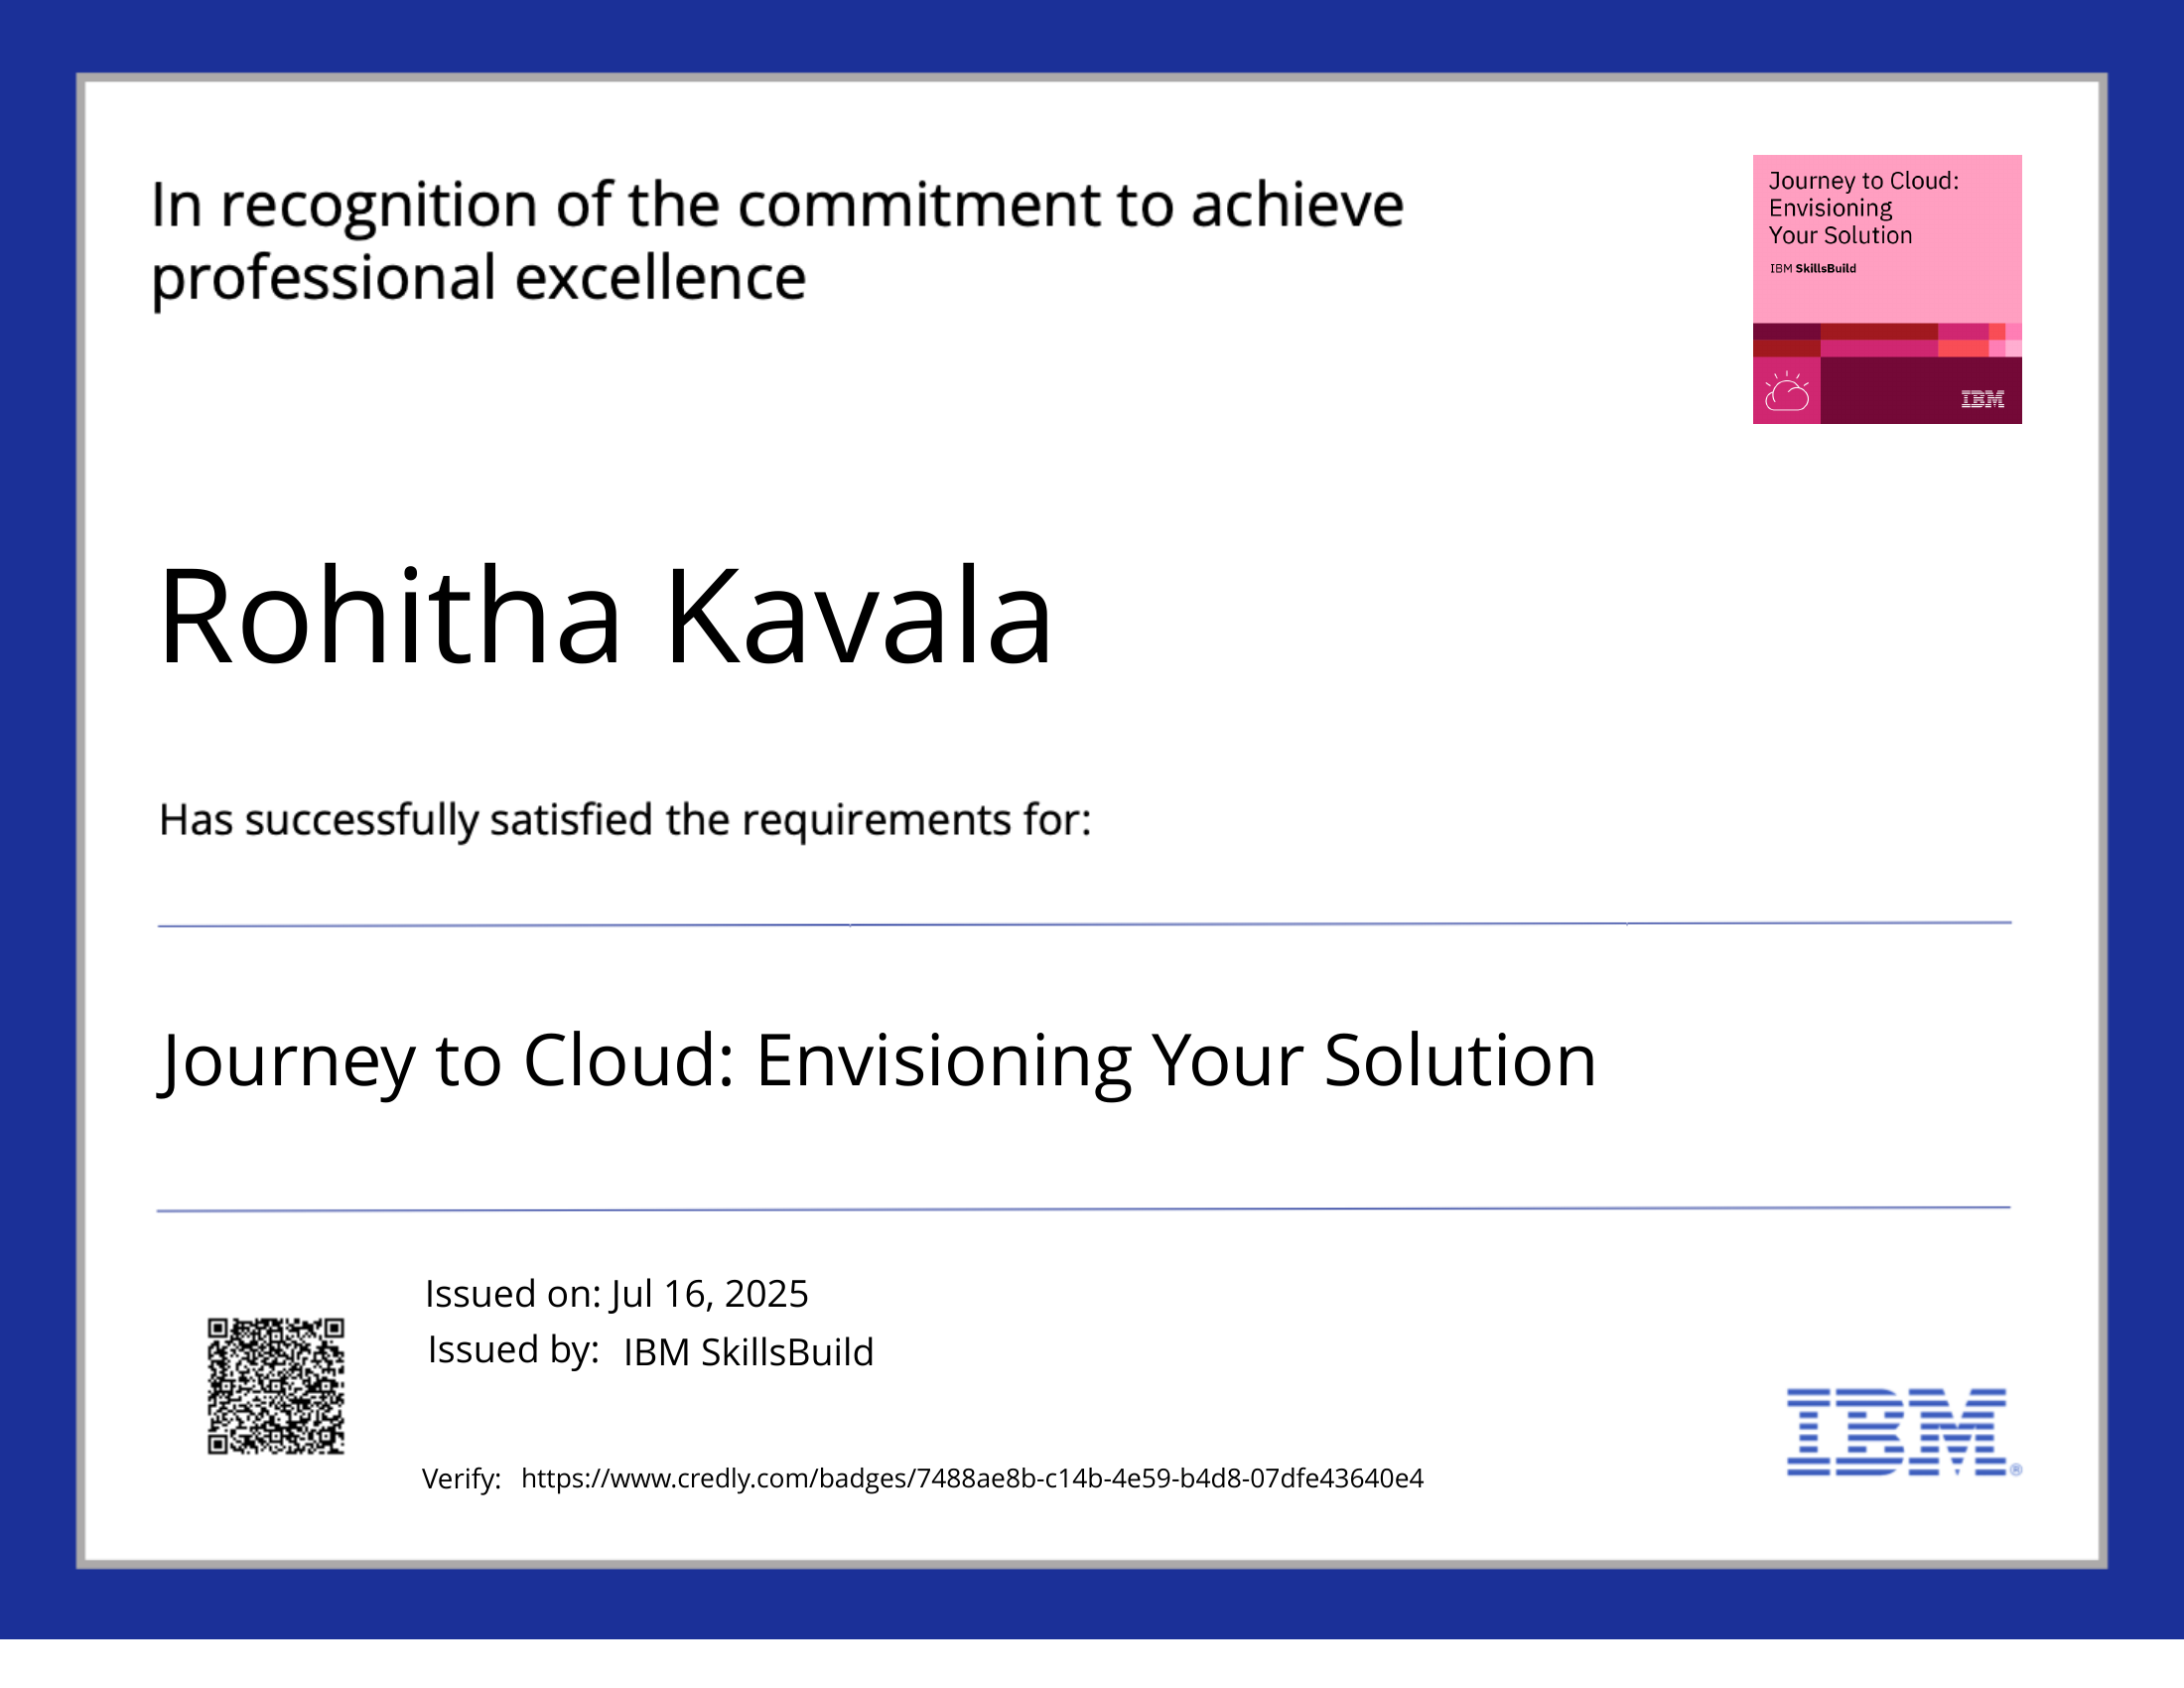 In recognition of the commitment to achieve
professional excellence
Journey to Cloud:
Envisioning
Your Solution
IBM SkillsBuild
IBM
Rohitha Kavala
Has successfully satisfied the requirements for:
Journey to Cloud: Envisioning Your Solution
Issued on: Jul 16, 2025
Issued by: IBM SkillsBuild
IBM®
Verify: https://www.credly.com/badges/7488ae8b-c14b-4e59-b4d8-07dfe43640e4